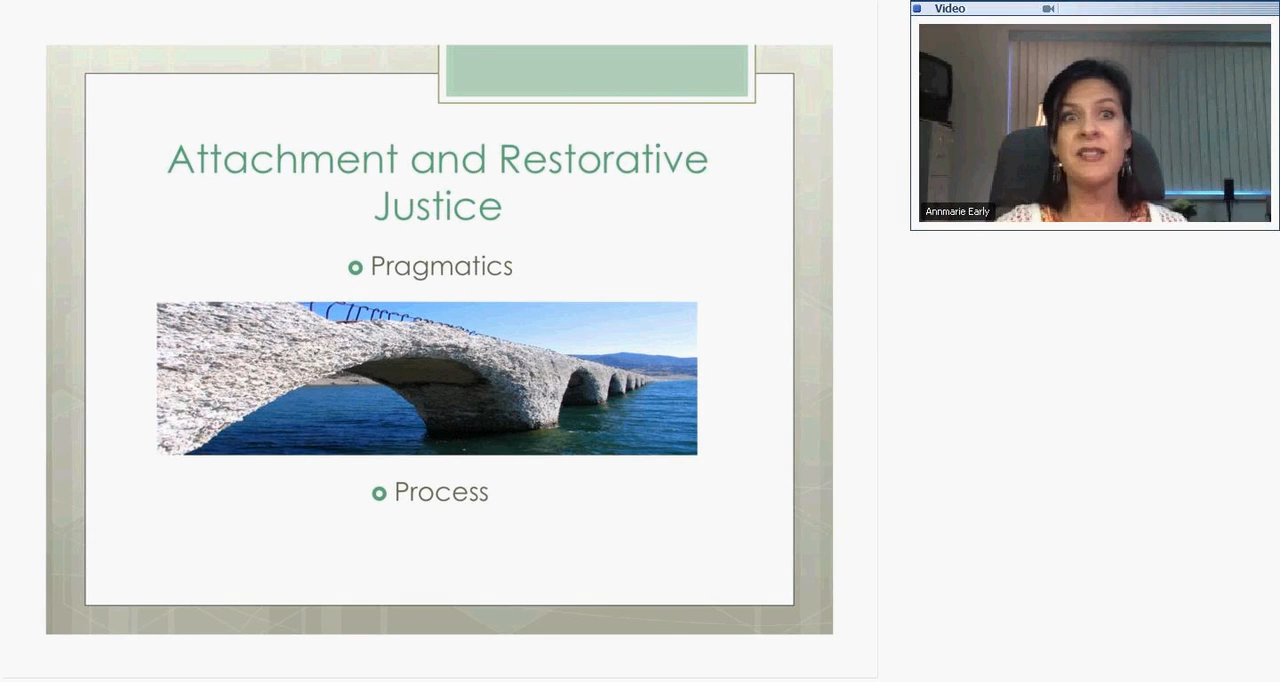 Attachment and Restorative
Justice
Pragmatics
Process
Video
Annmarie Early